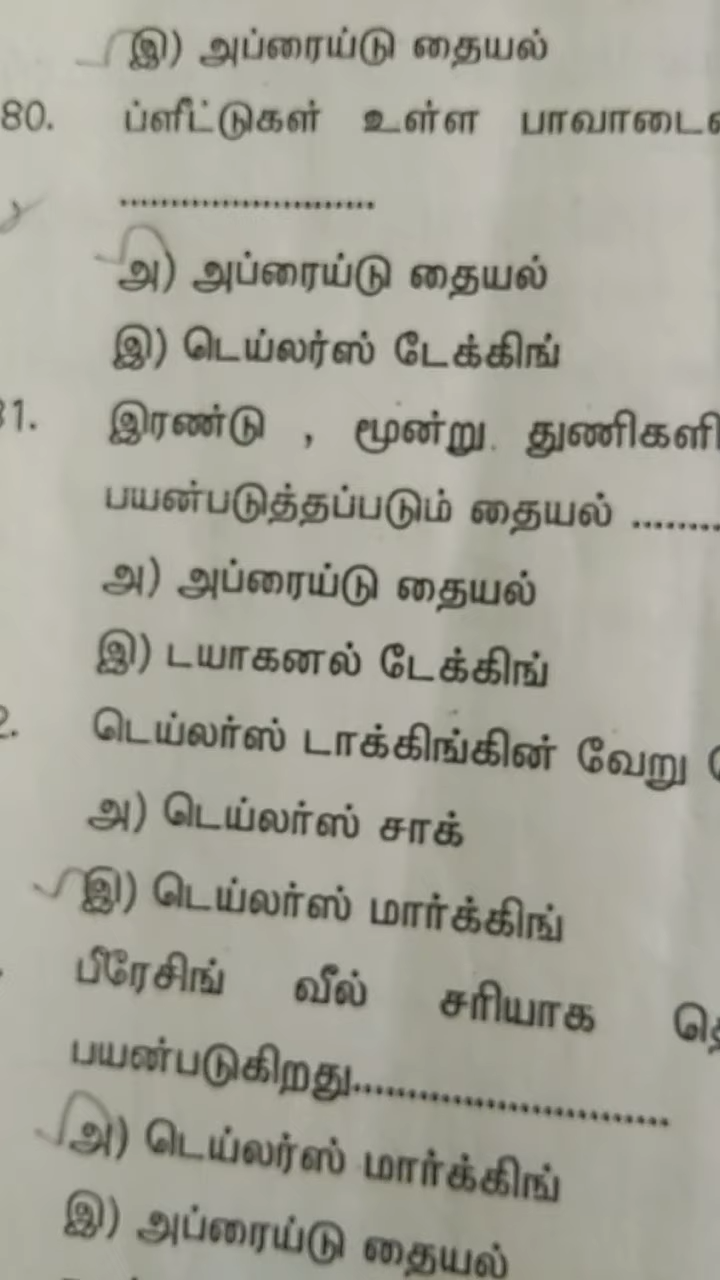 இ) அப்ரைய்டு தையல்
80. ப்ளீட்டுகள் உள்ள
........................
அ) அப்ரைய்டு தையல்
இ) டெய்லர்ஸ் டேக்கிங்
இரண்டு , மூன்று
பயன்படுத்தப்படும் தையல் ........
அ) அப்ரைய்டு தையல்
இ) டயாகனல் டேக்கிங்
டெய்லர்ஸ் டாக்கிங்கின் வேறு
அ) டெய்லர்ஸ் சாக்
இ) டெய்லர்ஸ் மார்க்கிங்
பீரேசிங் வீல் சரியாக
பயன்படுகிறது..............................
அ) டெய்லர்ஸ் மார்க்கிங்
இ) அப்ரைய்டு தையல்